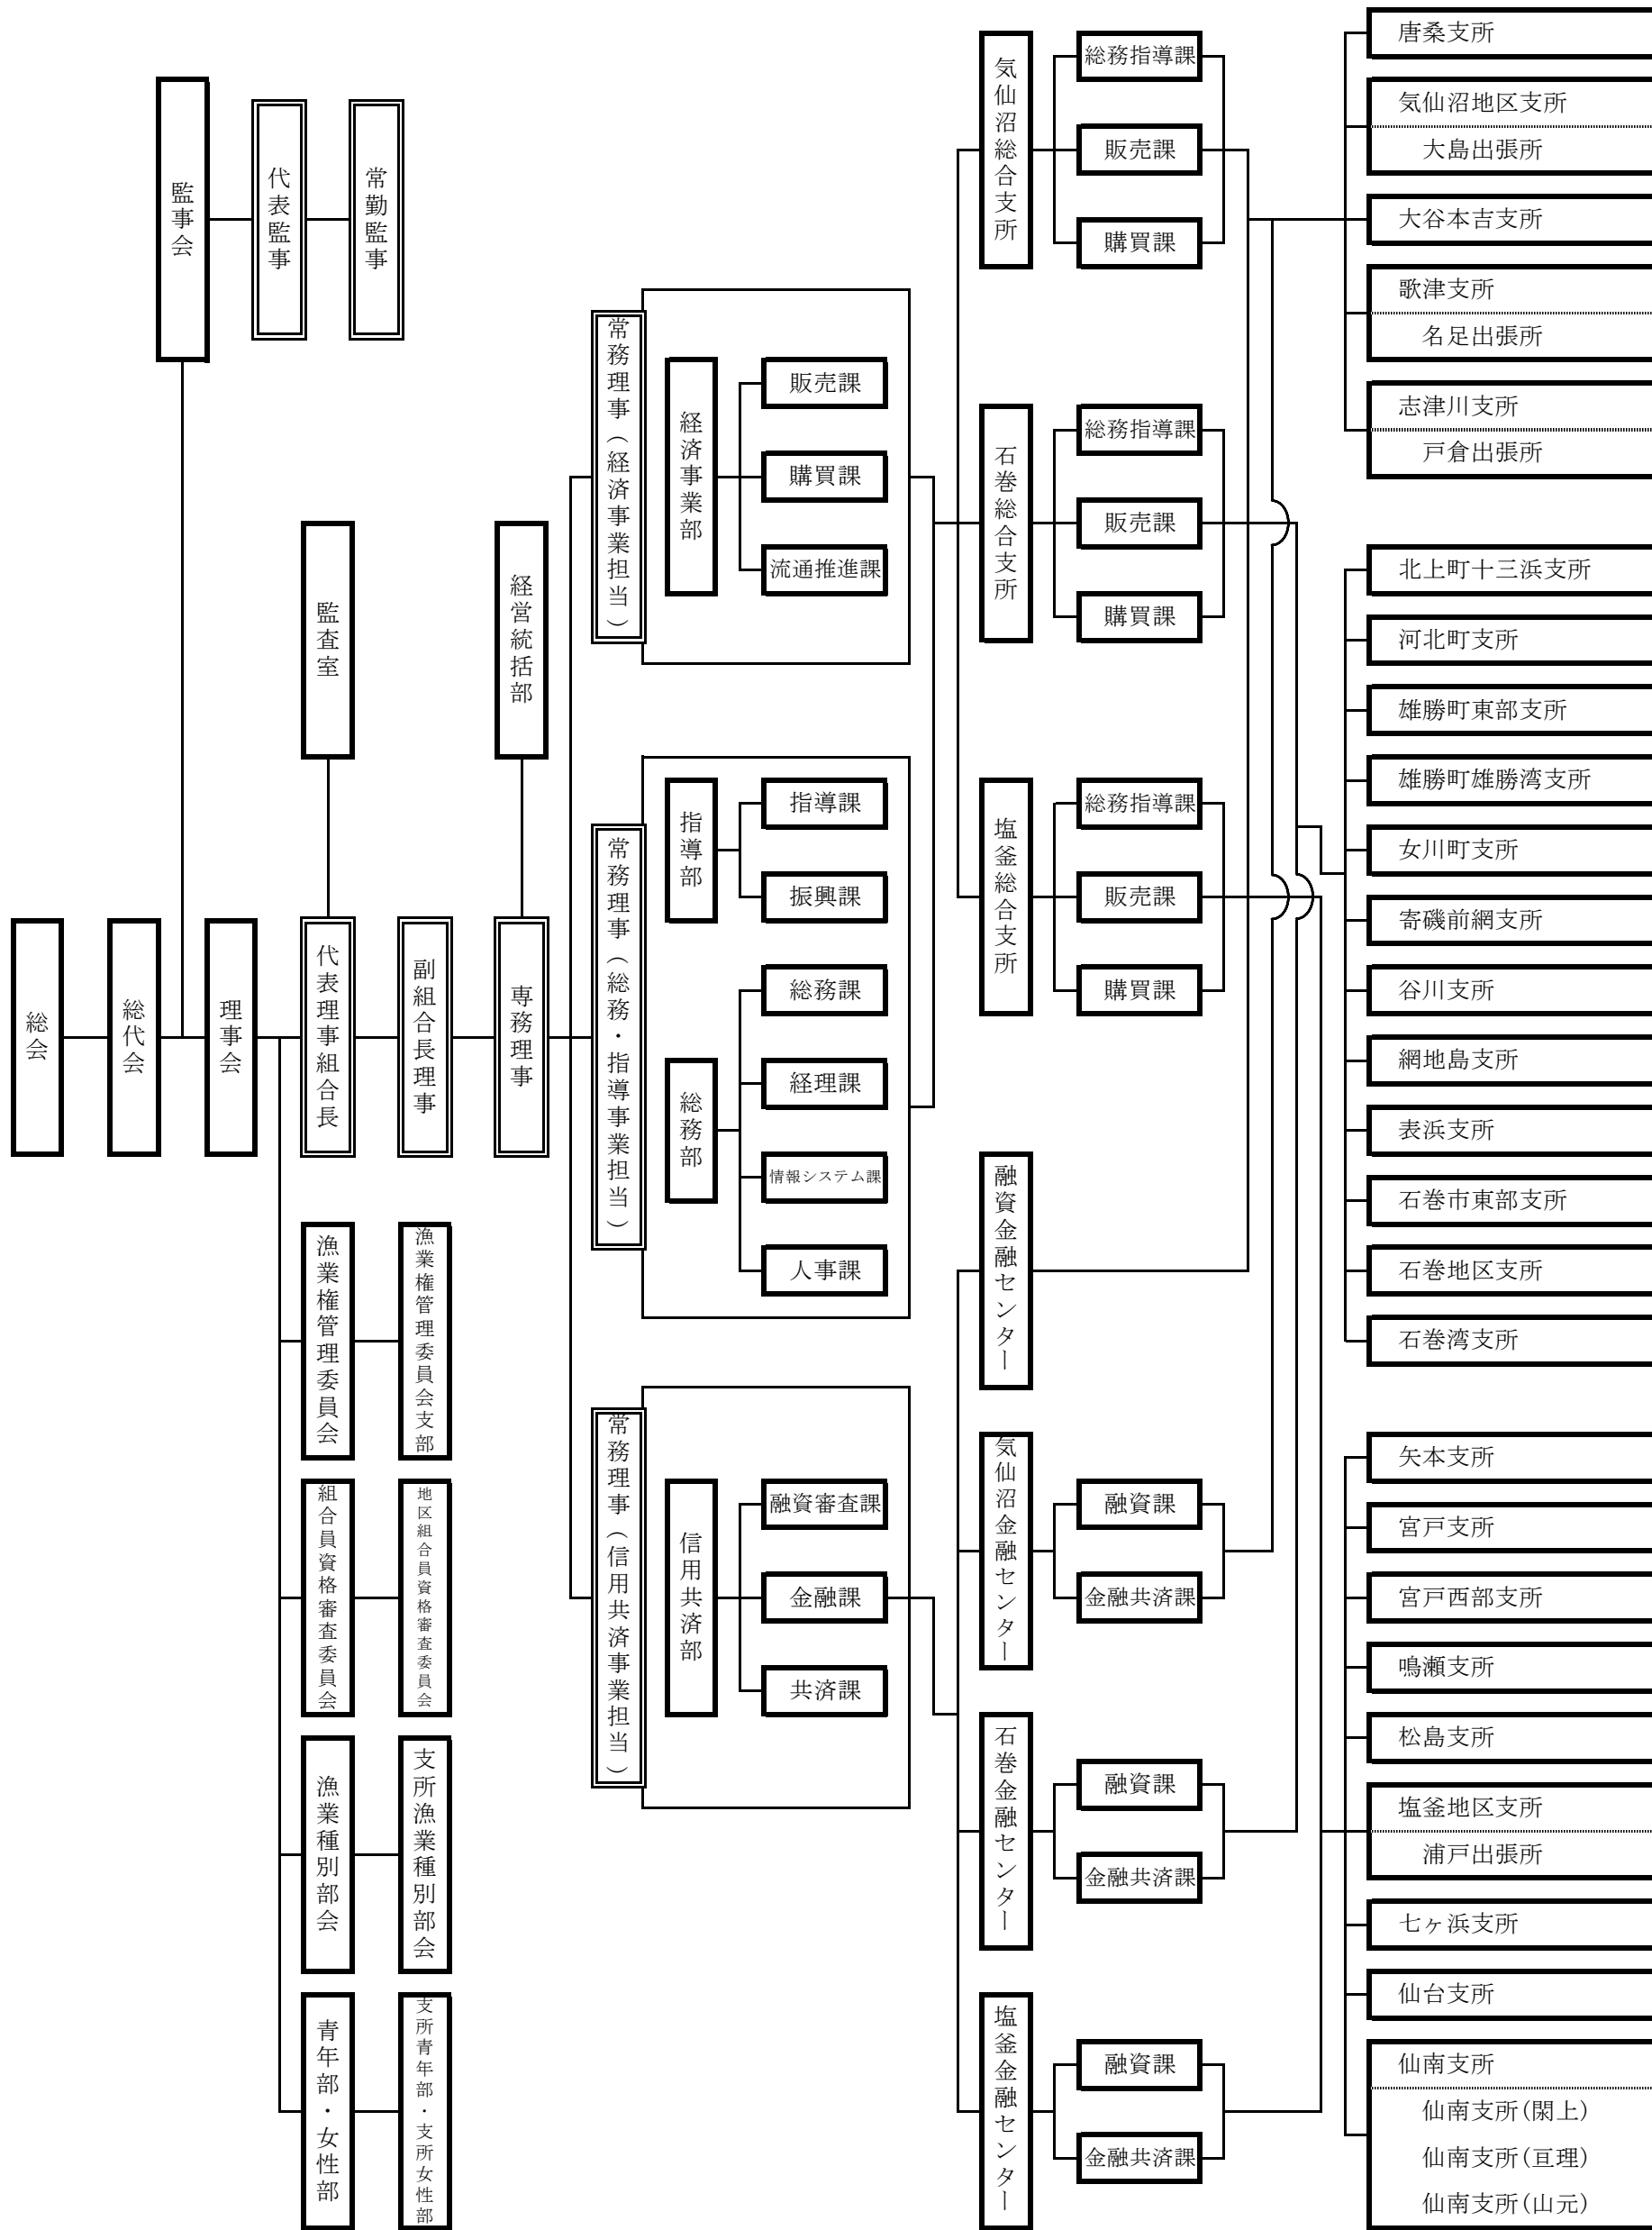 総会
総代会
理事会
監事会
代表監事
常勤監事
監査室
代表理事組合長
副組合長理事
経営統括部
専務理事
漁業権管理委員会
漁業権管理委員会支部
組合員資格審査委員会
地区組合員資格審査委員会
漁業種別部会
支所漁業種別部会
青年部・女性部
支所青年部・支所女性部
常務理事（経済事業担当）
経済事業部
販売課
購買課
流通推進課
常務理事（総務・指導事業担当）
指導部
指導課
振興課
総務部
総務課
経理課
情報システム課
人事課
常務理事（信用共済事業担当）
信用共済部
融資審査課
金融課
共済課
気仙沼総合支所
総務指導課
販売課
購買課
石巻総合支所
総務指導課
販売課
購買課
塩釜総合支所
総務指導課
販売課
購買課
融資金融センター
気仙沼金融センター
融資課
金融共済課
石巻金融センター
融資課
金融共済課
塩釜金融センター
融資課
金融共済課
唐桑支所
気仙沼地区支所
大島出張所
大谷本吉支所
歌津支所
名足出張所
志津川支所
戸倉出張所
北上町十三浜支所
河北町支所
雄勝町東部支所
雄勝町雄勝湾支所
女川町支所
寄磯前網支所
谷川支所
網地島支所
表浜支所
石巻市東部支所
石巻地区支所
石巻湾支所
矢本支所
宮戸支所
宮戸西部支所
鳴瀬支所
松島支所
塩釜地区支所
浦戸出張所
七ヶ浜支所
仙台支所
仙南支所
仙南支所(閖上)
仙南支所(亘理)
仙南支所(山元)